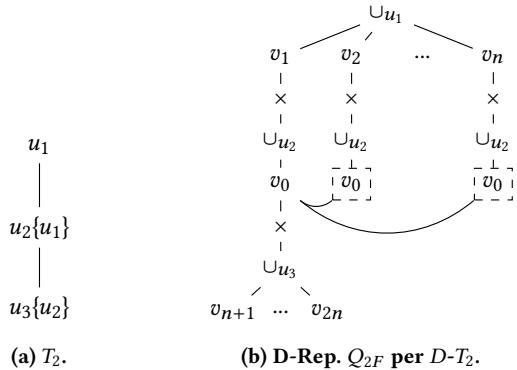 ∪u₁
v₁ v₂ ... vₙ
× × ×
∪u₂ ∪u₂ ∪u₂
v₀ v₀ v₀
×
∪u₃
vₙ₊₁ ... v₂ₙ
u₁
u₂{u₁}
u₃{u₂}
(a) T₂.
(b) D-Rep. Q₂F per D-T₂.